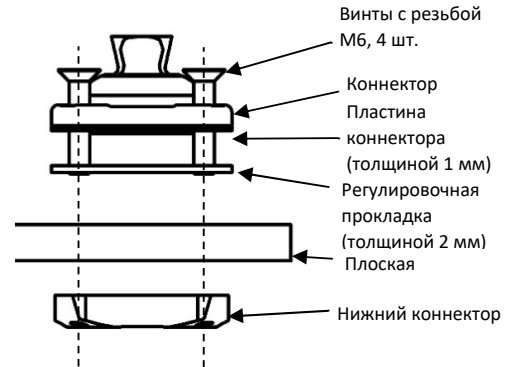 Винты с резьбой
М6, 4 шт.
Коннектор
Пластина
коннектора
(толщиной 1 мм)
Регулировочная
прокладка
(толщиной 2 мм)
Плоская
Нижний коннектор